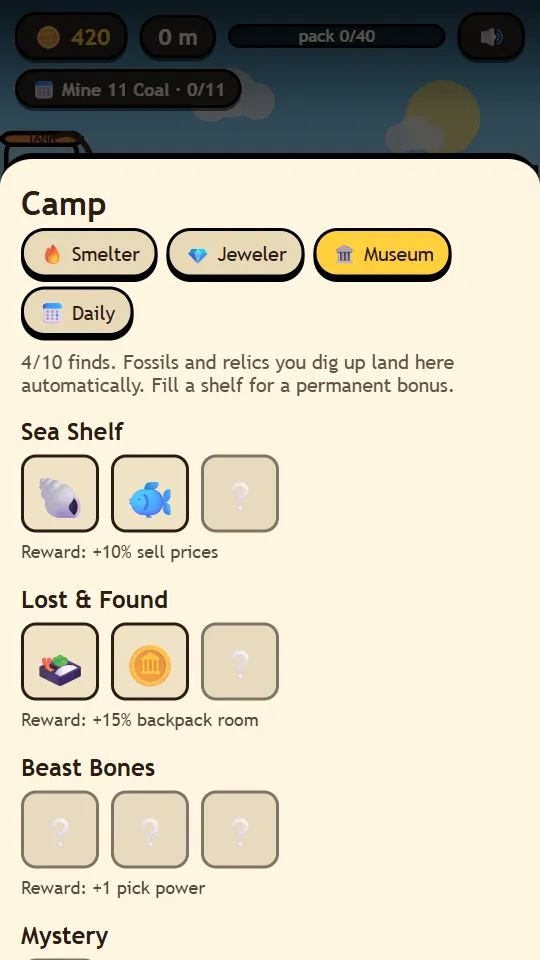 420
0 m
pack 0/40
Mine 11 Coal · 0/11
TANK
Camp
Smelter
Jeweler
Museum
Daily
4/10 finds. Fossils and relics you dig up land here
automatically. Fill a shelf for a permanent bonus.
Sea Shelf
?
Reward: +10% sell prices
Lost & Found
?
Reward: +15% backpack room
Beast Bones
? ? ?
Reward: +1 pick power
Mystery